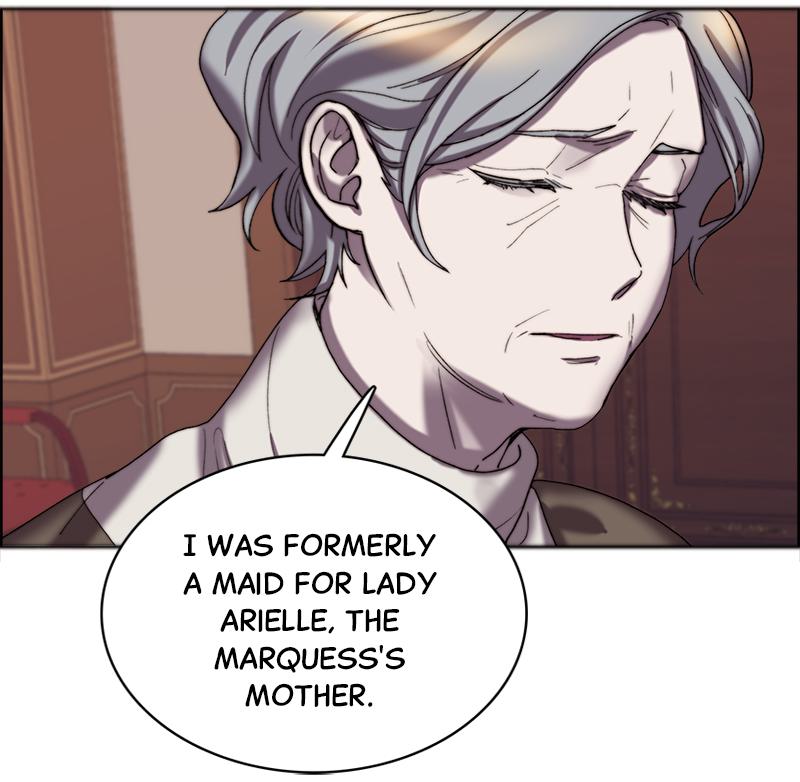 I WAS FORMERLY
A MAID FOR LADY
ARIELLE, THE
MARQUESS'S
MOTHER.